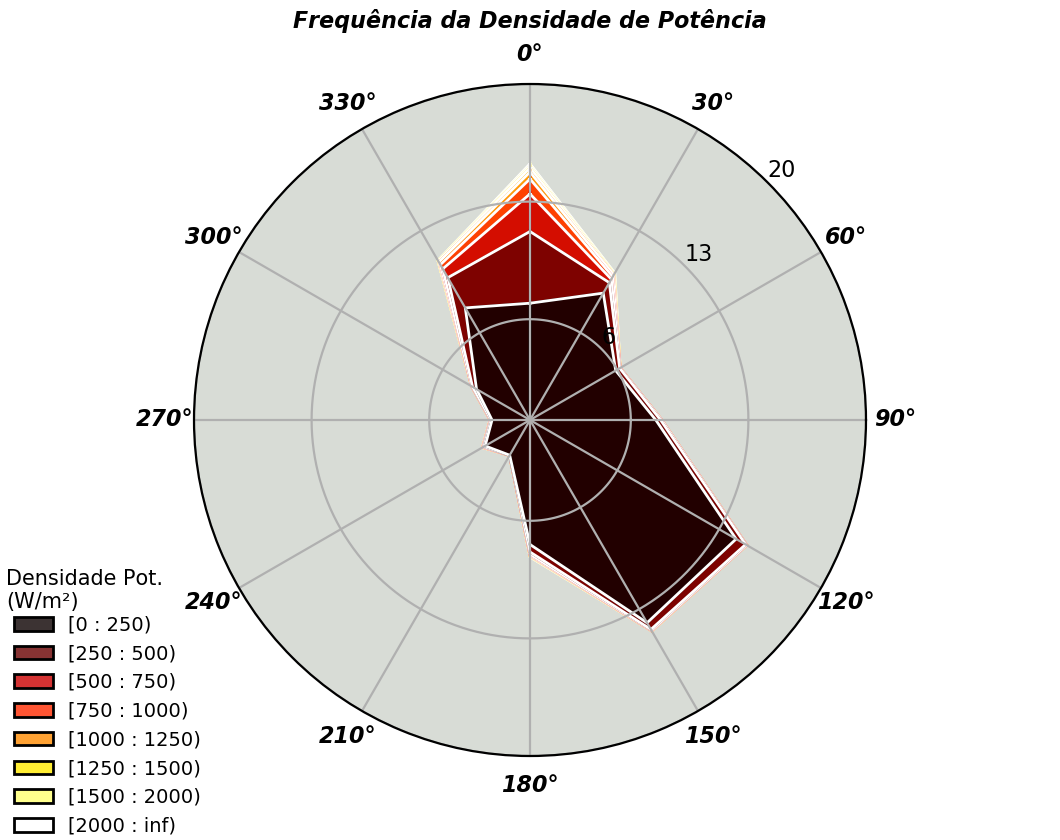 Frequência da Densidade de Potência
0°
330°
30°
20
300°
60°
13
6
270°
90°
240°
120°
210°
150°
180°
Densidade Pot.
(W/m²)
[0 : 250)
[250 : 500)
[500 : 750)
[750 : 1000)
[1000 : 1250)
[1250 : 1500)
[1500 : 2000)
[2000 : inf)